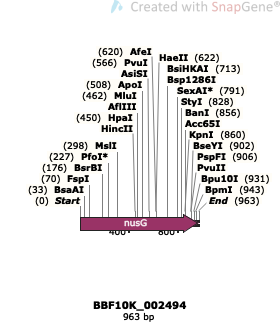 Created with SnapGene®
(620) AfeI
HaeII (622)
(566) PvuI
BsiHKAI (713)
AsiSI
Bsp1286I
(508) ApoI
SexAI* (791)
(462) MluI
StyI (828)
AflIII
BanI (856)
(450) HpaI
Acc65I
HincII
KpnI (860)
(298) MslI
BseYI (902)
(227) PfoI*
PspFI (906)
(176) BsrBI
PvuII
(70) FspI
Bpu10I (931)
(33) BsaAI
BpmI (943)
(0) Start
End (963)
nusG
400
800
BBF10K_002494
963 bp